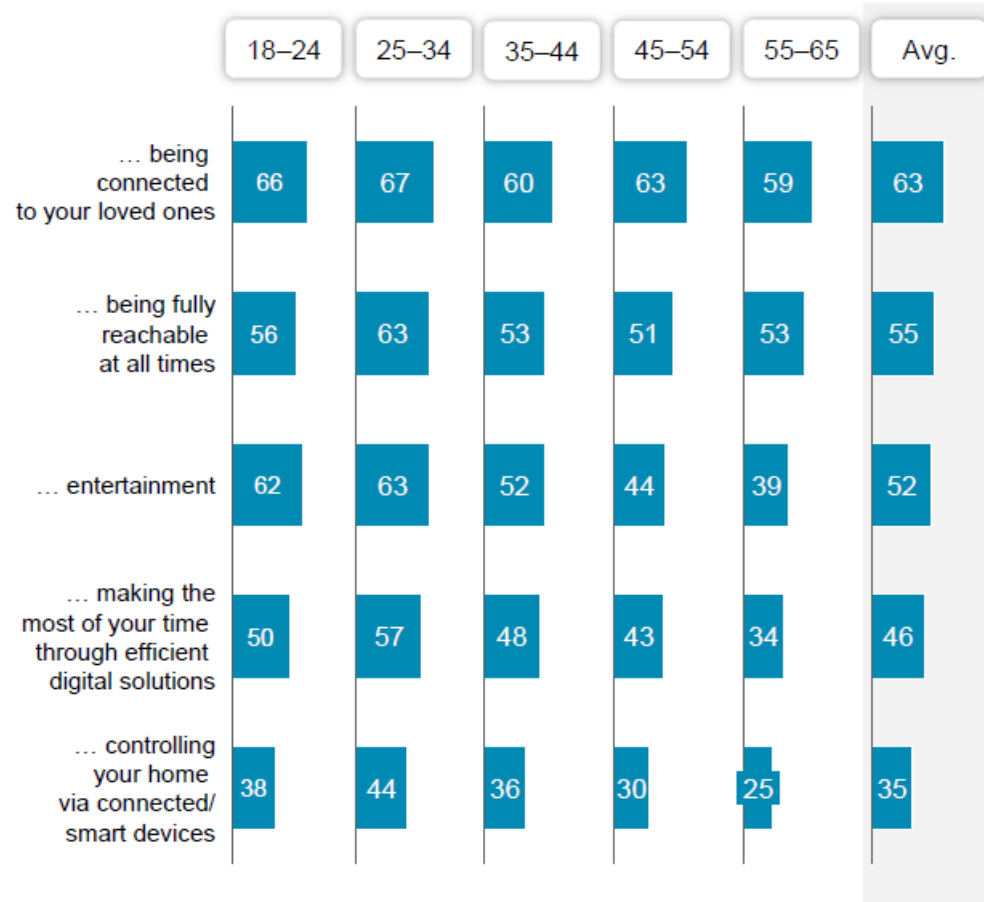 18–24 25–34 35–44 45–54 55–65 Avg.
… being
connected
to your loved ones
66 67 60 63 59 63
… being fully
reachable
at all times
56 63 53 51 53 55
… entertainment
62 63 52 44 39 52
… making the
most of your time
through efficient
digital solutions
50 57 48 43 34 46
… controlling
your home
via connected/
smart devices
38 44 36 30 25 35